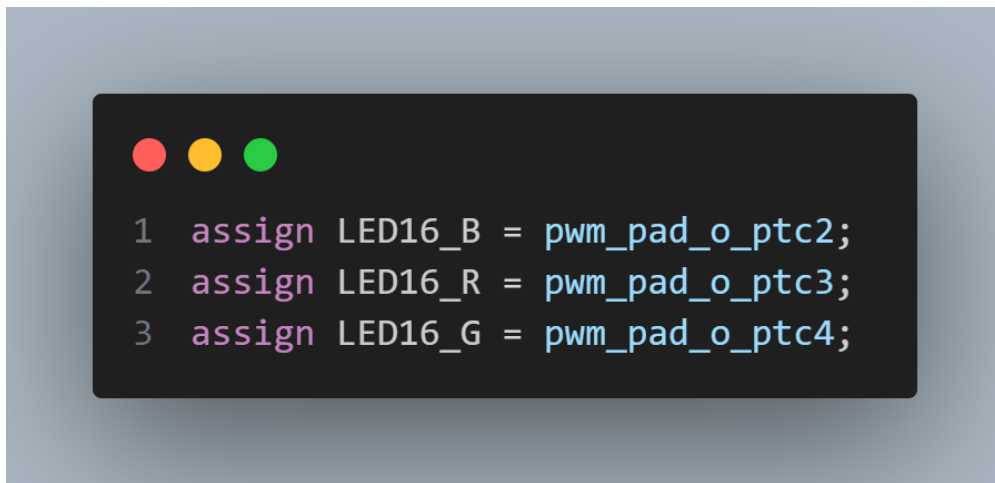 1 assign LED16_B = pwm_pad_o_ptc2;
2 assign LED16_R = pwm_pad_o_ptc3;
3 assign LED16_G = pwm_pad_o_ptc4;